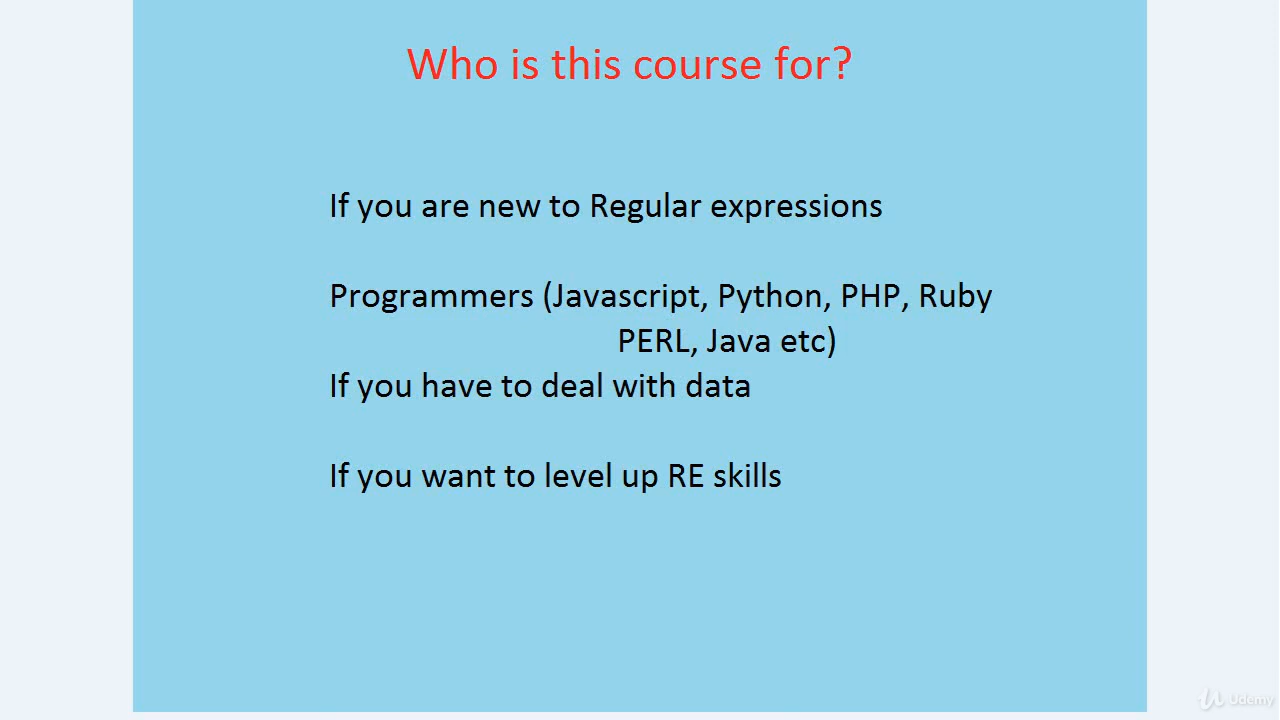 Who is this course for?
If you are new to Regular expressions
Programmers (Javascript, Python, PHP, Ruby
PERL, Java etc)
If you have to deal with data
If you want to level up RE skills
Udemy